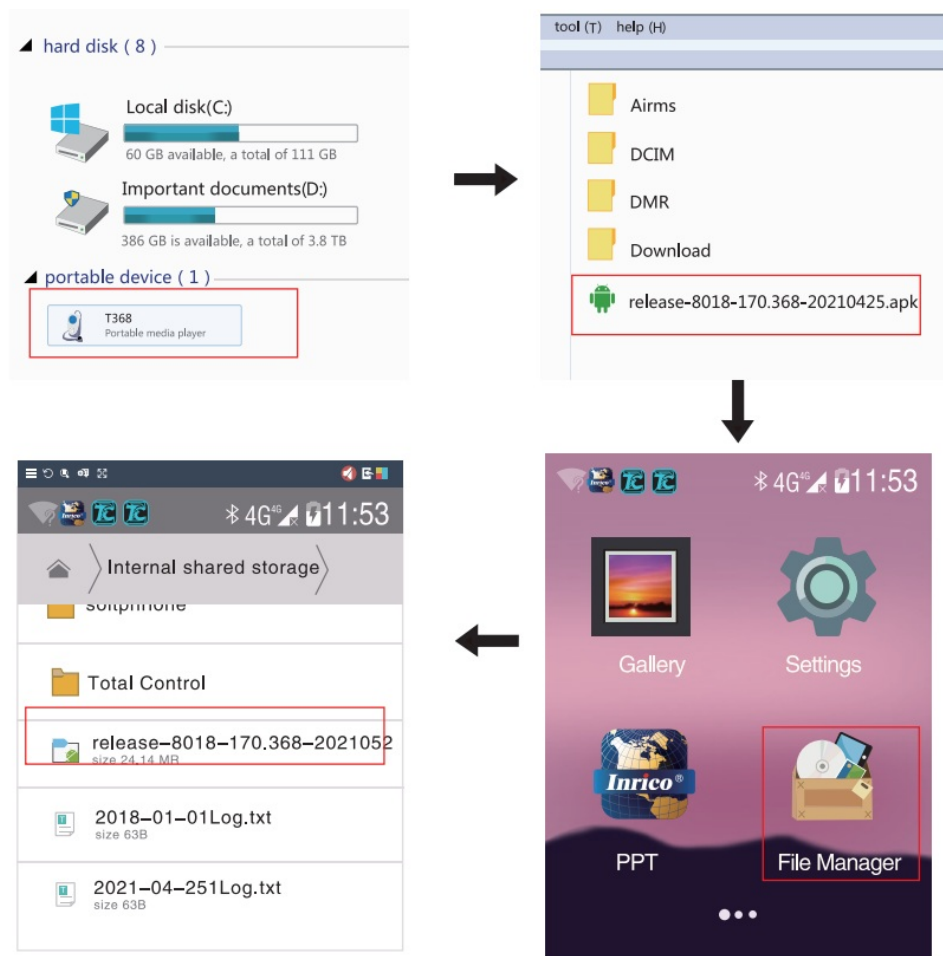 hard disk ( 8 )
Local disk(C:)
60 GB available, a total of 111 GB
Important documents(D:)
386 GB is available, a total of 3.8 TB
portable device ( 1 )
T368
Portable media player
tool (T) help (H)
Airms
DCIM
DMR
Download
release-8018-170.368-20210425.apk
4G 4G 11:53
Gallery
Settings
Inrico®
PPT
File Manager
4G 4G 11:53
Internal shared storage
softphnone
Total Control
release–8018–170.368–2021052
size 24.14 MB
2018–01–01Log.txt
size 63B
2021–04–251Log.txt
size 63B